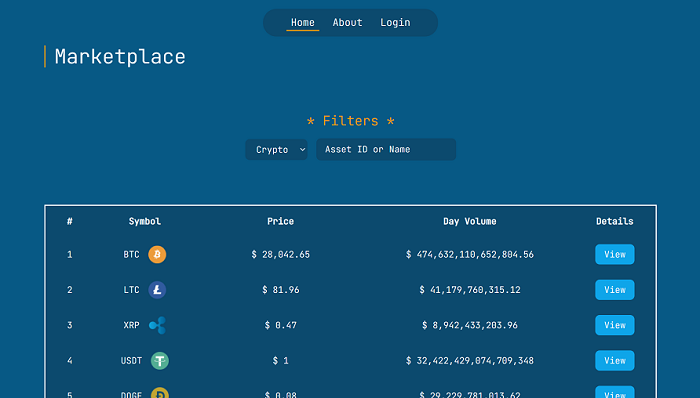 Home About Login
Marketplace
* Filters *
Crypto Asset ID or Name
# Symbol Price Day Volume Details
1 BTC $ 28,042.65 $ 474,632,110,652,804.56 View
2 LTC $ 81.96 $ 41,179,760,315.12 View
3 XRP $ 0.47 $ 8,942,433,203.96 View
4 USDT $ 1 $ 32,422,429,074,709,348 View
5 DOGE $ 0.08 $ 29,229,781,013.62 View